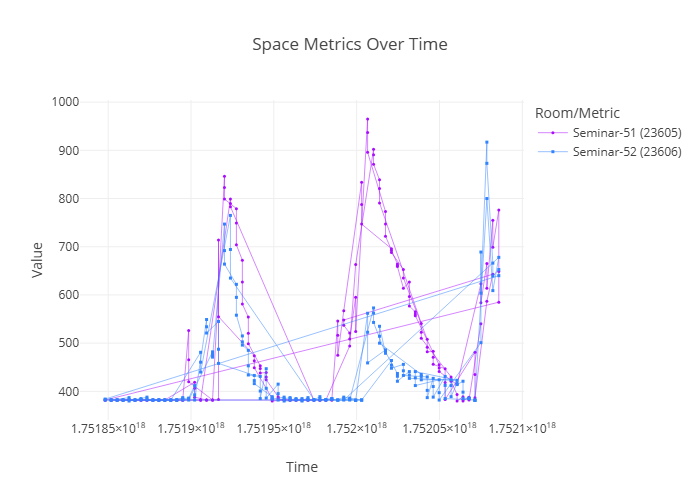 Space Metrics Over Time
Room/Metric
Seminar-51 (23605)
Seminar-52 (23606)
Value
1000
900
800
700
600
500
400
1.75185×10¹⁸
1.7519×10¹⁸
1.75195×10¹⁸
1.752×10¹⁸
1.75205×10¹⁸
1.7521×10¹⁸
Time